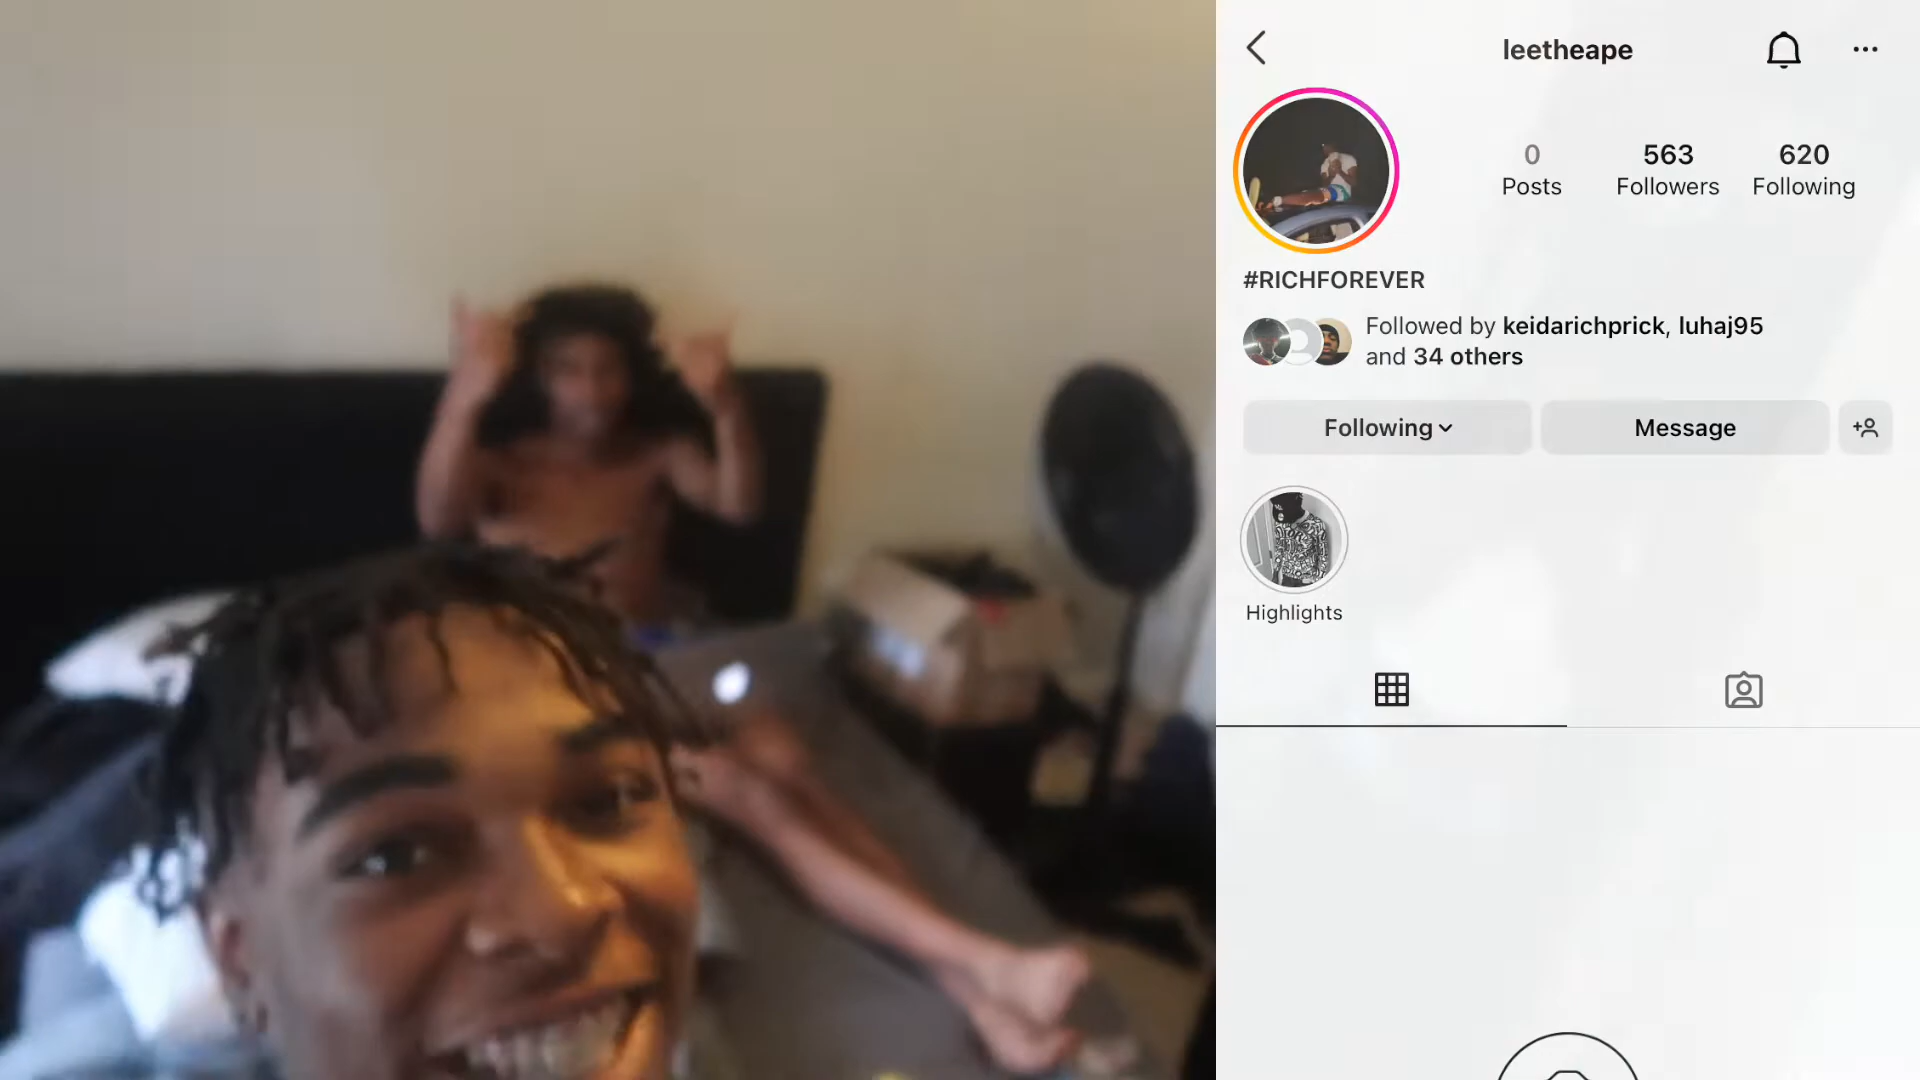 leetheape
0
Posts
563
Followers
620
Following
#RICHFOREVER
Followed by keidarichprick, luhaj95
and 34 others
Following
Message
Highlights